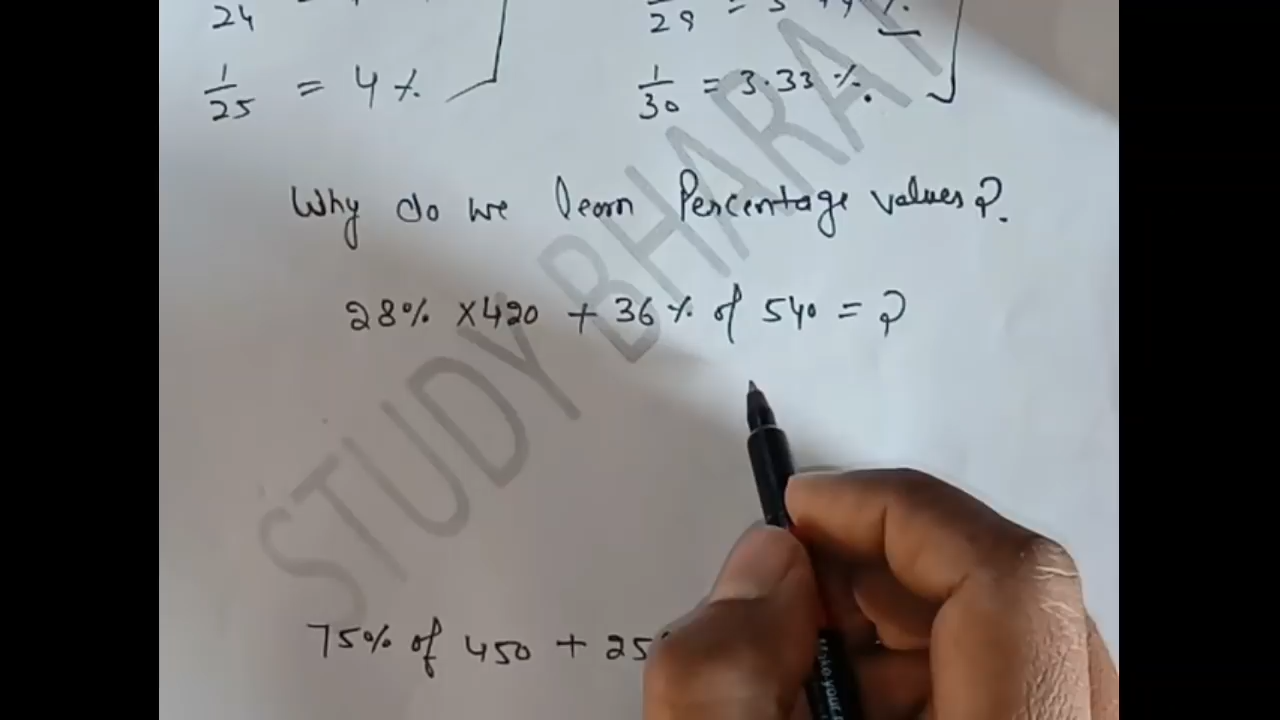 24
29
1/25 = 4%
1/30 = 3.33%.
Why do we learn Percentage values?.
28% ×420 + 36% of 540 = ?
75% of 450 + 25
STUDY BHARAT